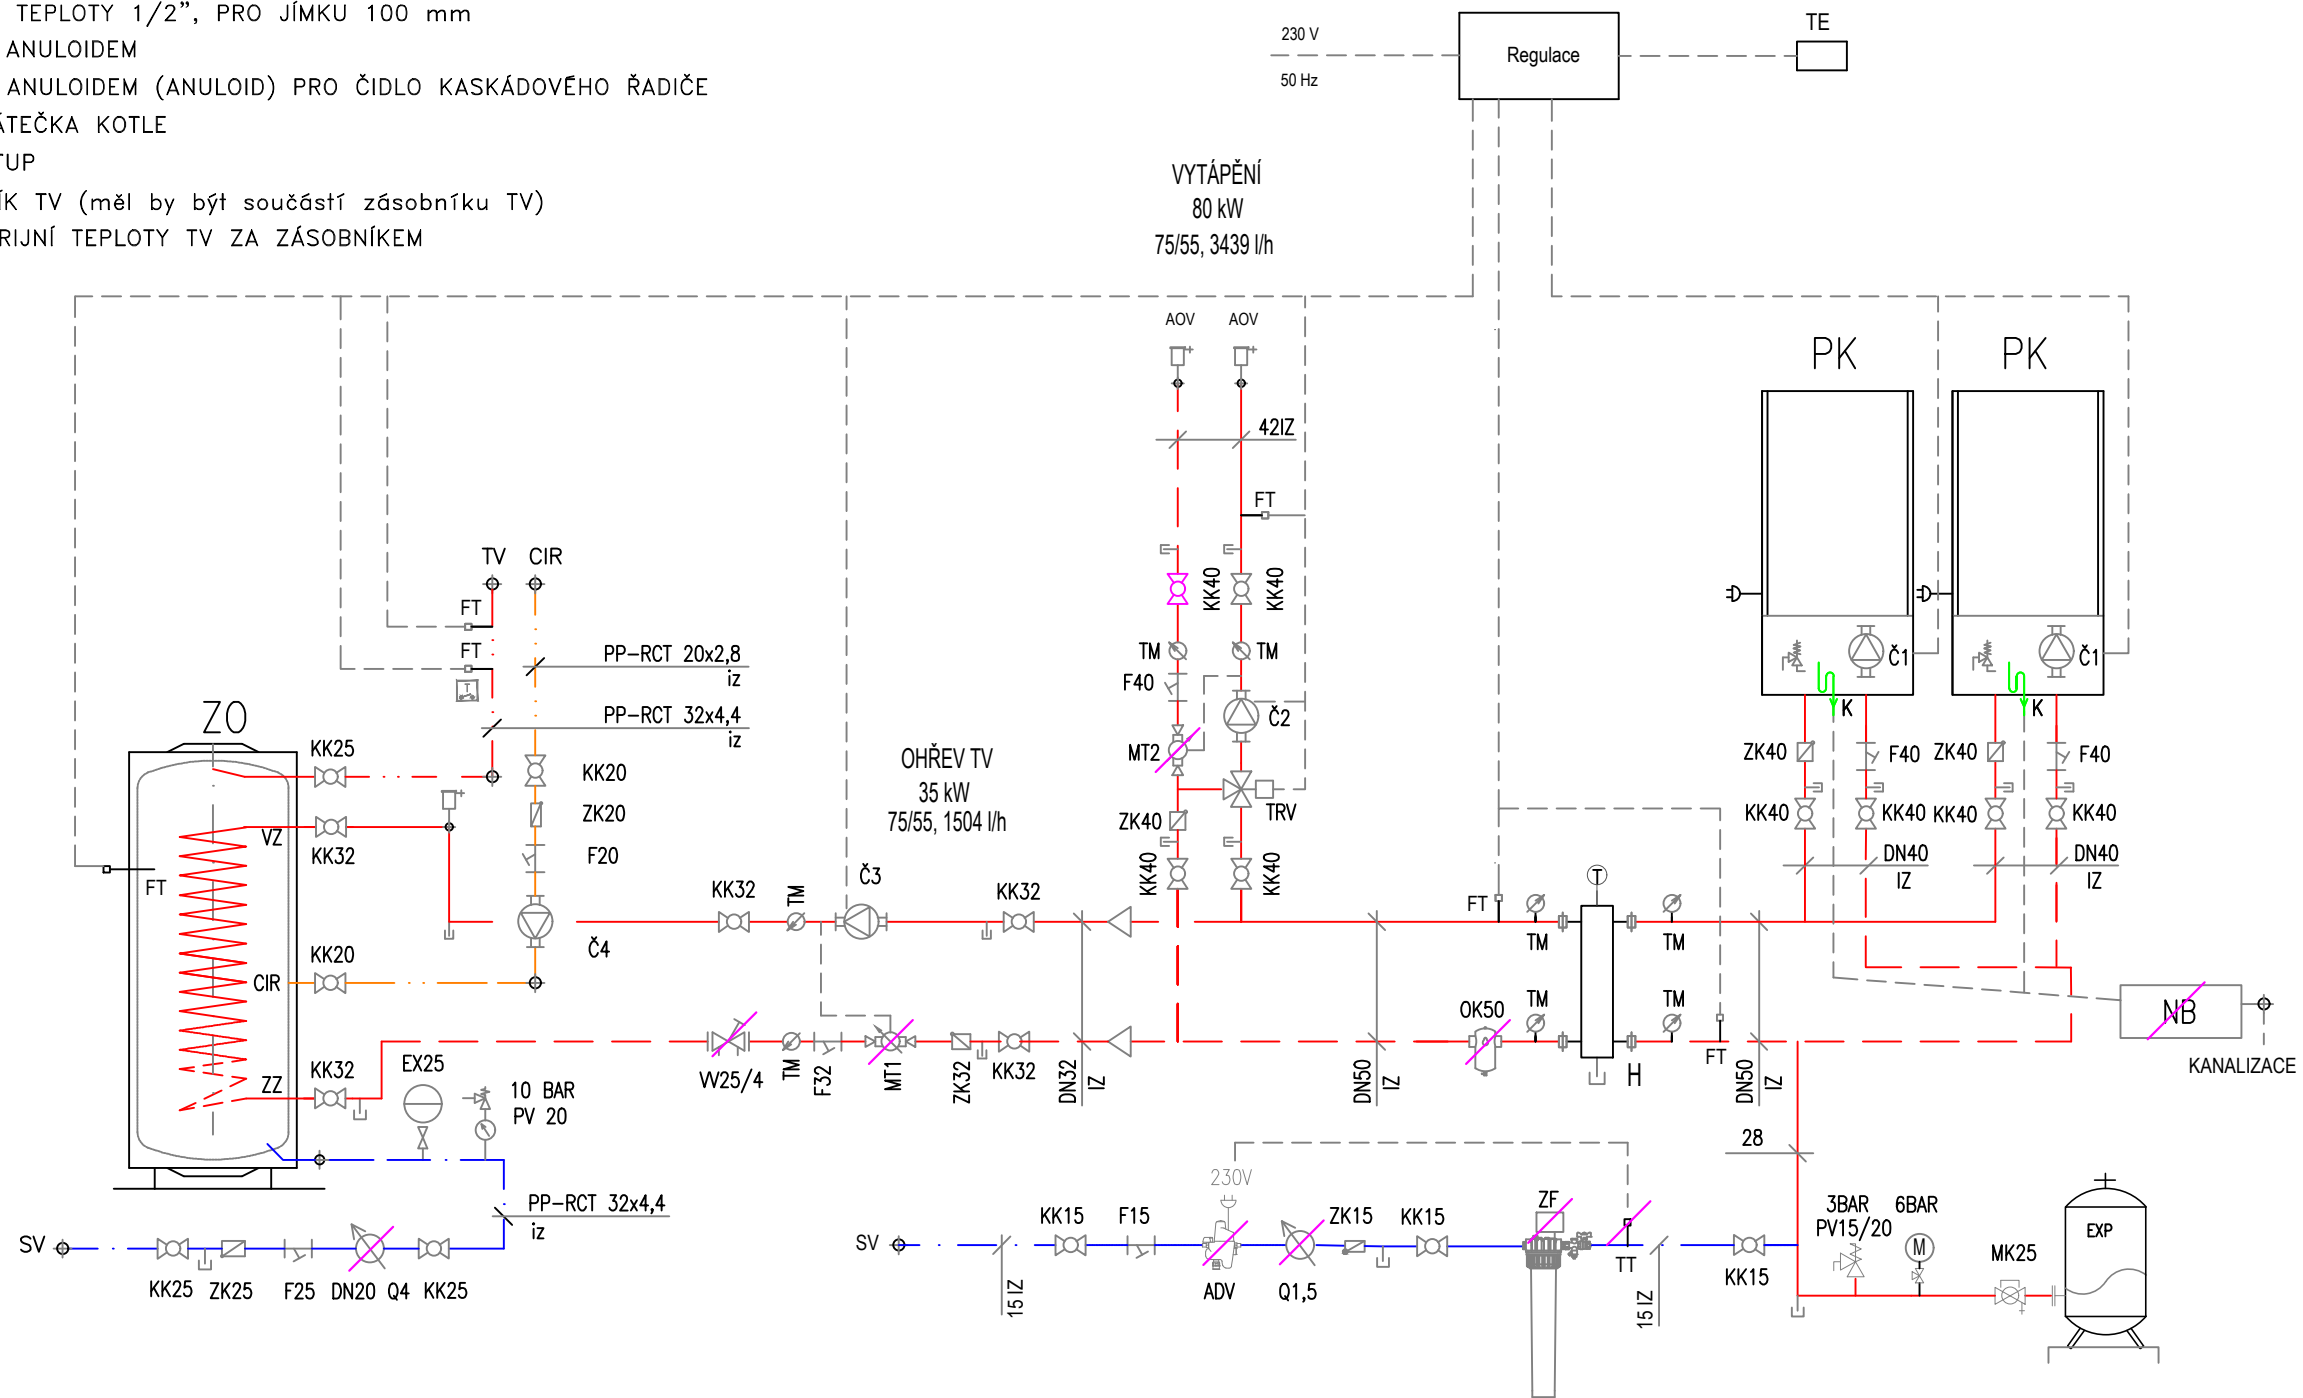 TEPLOTY 1/2", PRO JÍMKU 100 mm
ANULOIDEM
ANULOIDEM (ANULOID) PRO ČIDLO KASKÁDOVÉHO ŘADIČE
ÁTEČKA KOTLE
TUP
ÍK TV (měl by být součástí zásobníku TV)
RIJNÍ TEPLOTY TV ZA ZÁSOBNÍKEM
230 V
50 Hz
Regulace
TE
VYTÁPĚNÍ
80 kW
75/55, 3439 l/h
AOV
AOV
PK
PK
42IZ
FT
TV
CIR
FT
FT
T
PP-RCT 20x2,8
iz
PP-RCT 32x4,4
iz
KK40
KK40
TM
TM
F40
Č2
MT2
TRV
ZK40
KK40
KK40
Č1
Č1
K
K
ZK40
F40
ZK40
F40
KK40
KK40
KK40
KK40
DN40
IZ
DN40
IZ
ZO
KK25
VZ
KK32
FT
CIR
KK20
ZZ
KK32
KK20
ZK20
F20
Č4
OHŘEV TV
35 kW
75/55, 1504 l/h
KK32
TM
Č3
KK32
FT
TM
T
TM
TM
TM
OK50
H
FT
VV25/4
TM
F32
MT1
ZK32
KK32
DN32
IZ
DN50
IZ
DN50
IZ
NB
KANALIZACE
EX25
10 BAR
PV 20
PP-RCT 32x4,4
iz
SV
KK25
ZK25
F25
DN20
Q4
KK25
230V
SV
15 IZ
KK15
F15
ADV
Q1,5
ZK15
KK15
ZF
TT
15 IZ
KK15
28
3BAR
PV15/20
6BAR
M
MK25
EXP